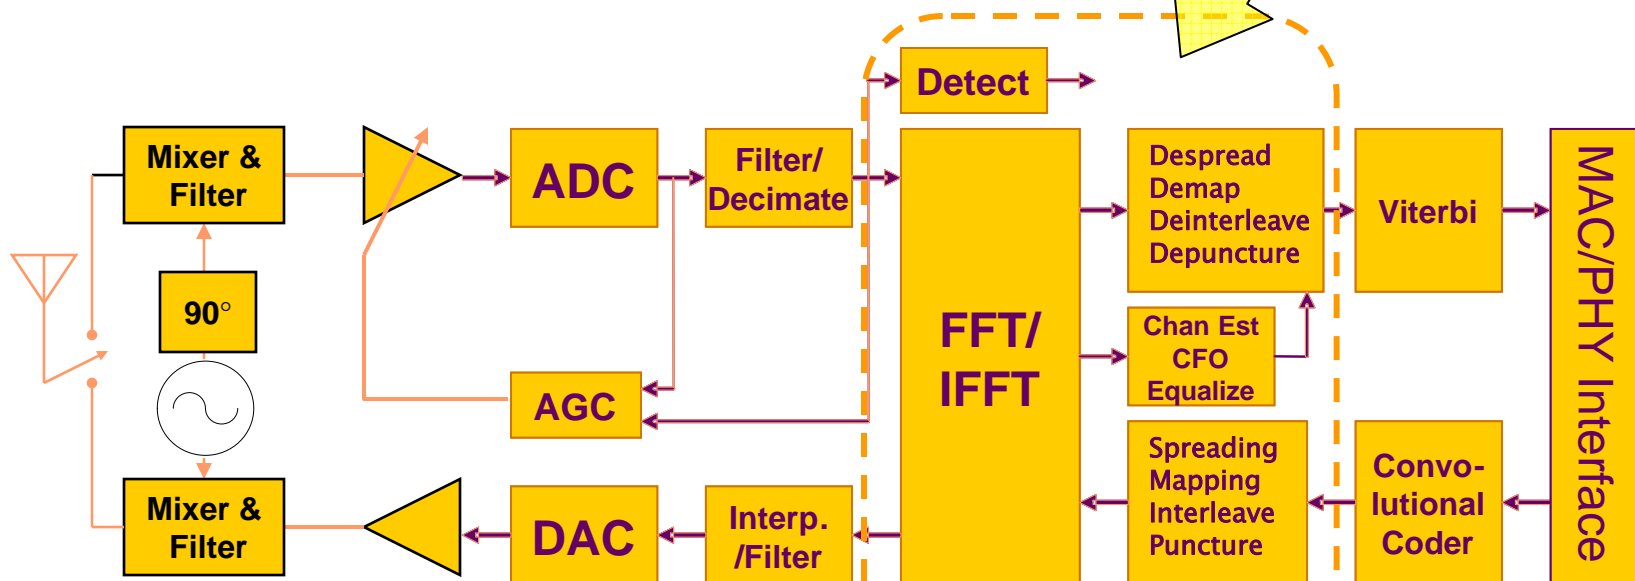 Detect
Mixer &
Filter
ADC
Filter/
Decimate
Despread
Demap
Deinterleave
Depuncture
Viterbi
MAC/PHY Interface
90°
FFT/
IFFT
Chan Est
CFO
Equalize
AGC
Mixer &
Filter
DAC
Interp.
/Filter
Spreading
Mapping
Interleave
Puncture
Convo-
lutional
Coder